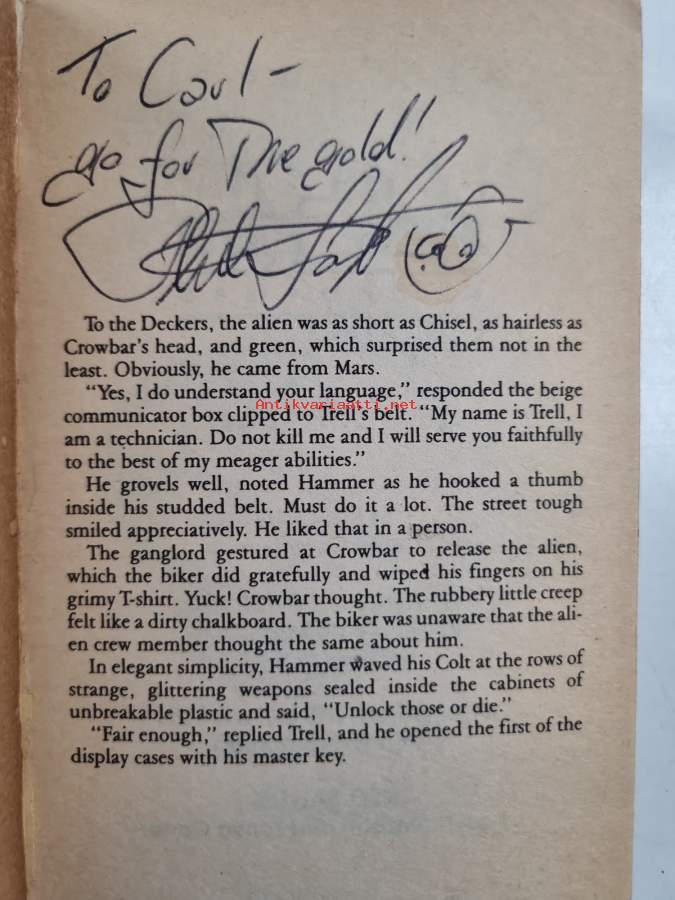 To Carl -
go for The gold!
To the Deckers, the alien was as short as Chisel, as hairless as
Crowbar's head, and green, which surprised them not in the
least. Obviously, he came from Mars.
"Yes, I do understand your language," responded the beige
Antikvariaatti.net
communicator box clipped to Trell's belt. "My name is Trell, I
am a technician. Do not kill me and I will serve you faithfully
to the best of my meager abilities."
He grovels well, noted Hammer as he hooked a thumb
inside his studded belt. Must do it a lot. The street tough
smiled appreciatively. He liked that in a person.
The ganglord gestured at Crowbar to release the alien,
which the biker did gratefully and wiped his fingers on his
grimy T-shirt. Yuck! Crowbar thought. The rubbery little creep
felt like a dirty chalkboard. The biker was unaware that the ali-
en crew member thought the same about him.
In elegant simplicity, Hammer waved his Colt at the rows of
strange, glittering weapons sealed inside the cabinets of
unbreakable plastic and said, "Unlock those or die."
"Fair enough," replied Trell, and he opened the first of the
display cases with his master key.